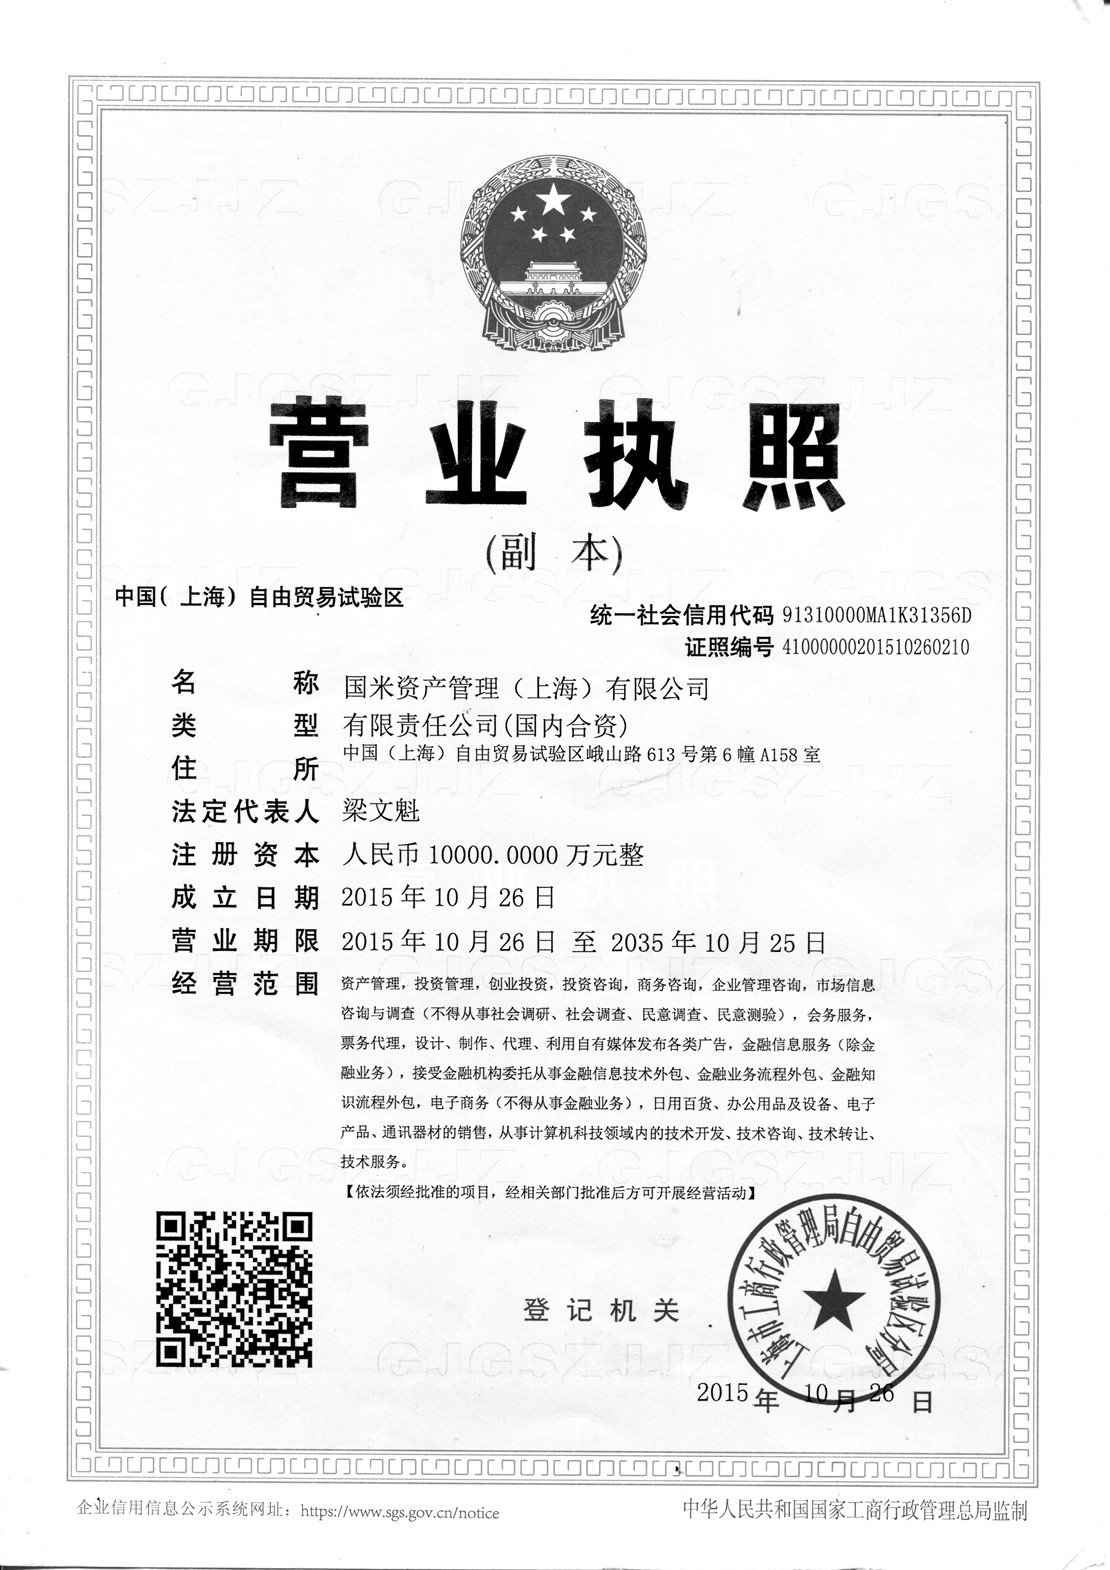 营业执照
(副 本)
中国(上海)自由贸易试验区
统一社会信用代码 91310000MA1K31356D
证照编号 41000000201510260210
名称 国米资产管理（上海）有限公司
类型 有限责任公司(国内合资)
住所 中国（上海）自由贸易试验区峨山路613号第6幢A158室
法定代表人 梁文魁
注册资本 人民币10000.0000万元整
成立日期 2015年10月26日
营业期限 2015年10月26日 至 2035年10月25日
经营范围 资产管理，投资管理，创业投资，投资咨询，商务咨询，企业管理咨询，市场信息
咨询与调查（不得从事社会调研、社会调查、民意调查、民意测验），会务服务，
票务代理，设计、制作、代理、利用自有媒体发布各类广告，金融信息服务（除金
融业务），接受金融机构委托从事金融信息技术外包、金融业务流程外包、金融知
识流程外包，电子商务（不得从事金融业务），日用百货、办公用品及设备、电子
产品、通讯器材的销售，从事计算机科技领域内的技术开发、技术咨询、技术转让、
技术服务。
【依法须经批准的项目，经相关部门批准后方可开展经营活动】
登记机关
上海市工商行政管理局自由贸易试验区分局
2015年 10月 26日
企业信用信息公示系统网址：https://www.sgs.gov.cn/notice
中华人民共和国国家工商行政管理总局监制